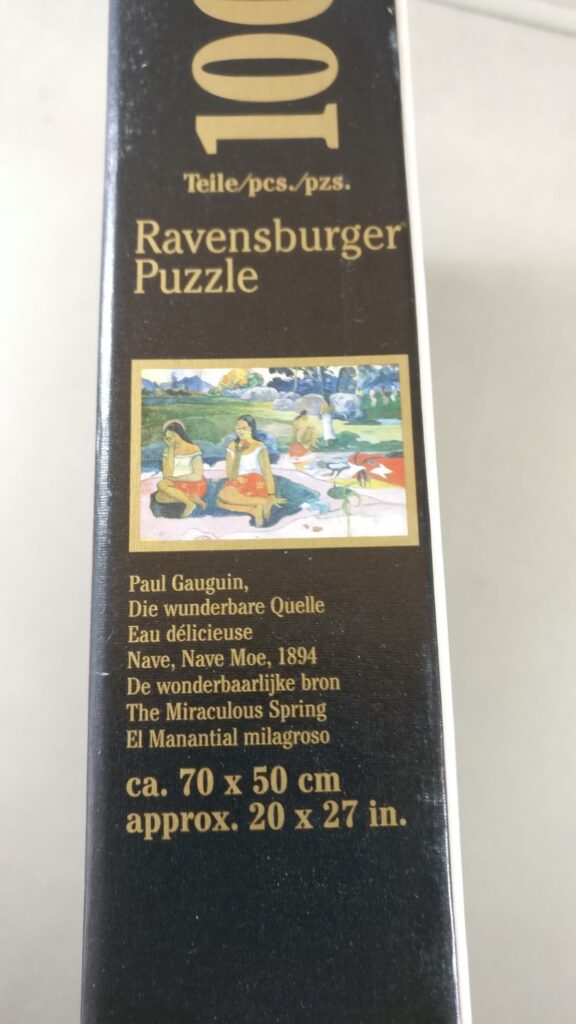 100
Teile/pcs./pzs.
Ravensburger®
Puzzle
Paul Gauguin,
Die wunderbare Quelle
Eau délicieuse
Nave, Nave Moe, 1894
De wonderbaarlijke bron
The Miraculous Spring
El Manantial milagroso
ca. 70 x 50 cm
approx. 20 x 27 in.